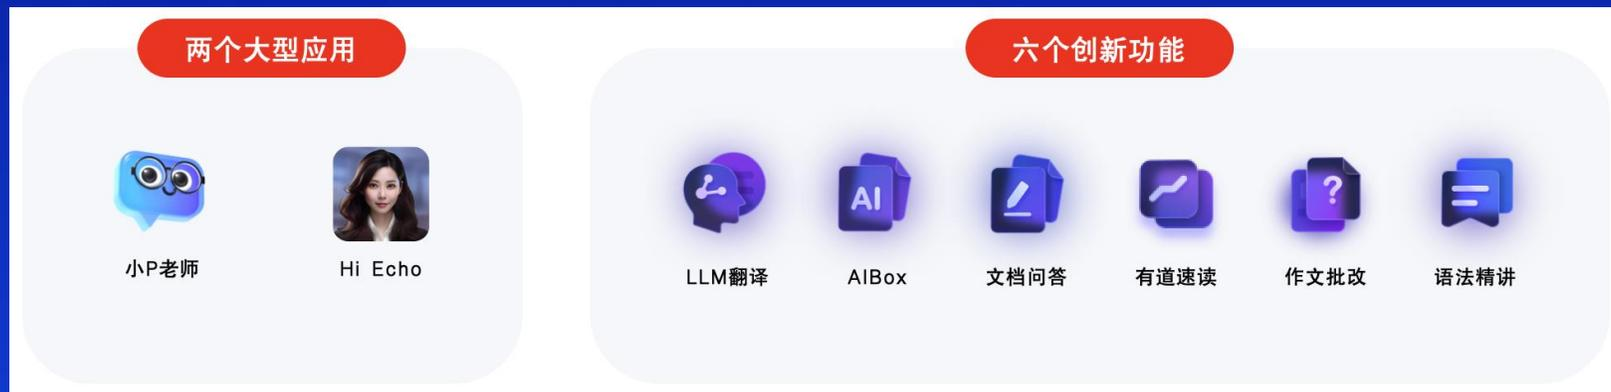 两个大型应用
六个创新功能
AI
?
小P老师
Hi Echo
LLM翻译
AIBox
文档问答
有道速读
作文批改
语法精讲